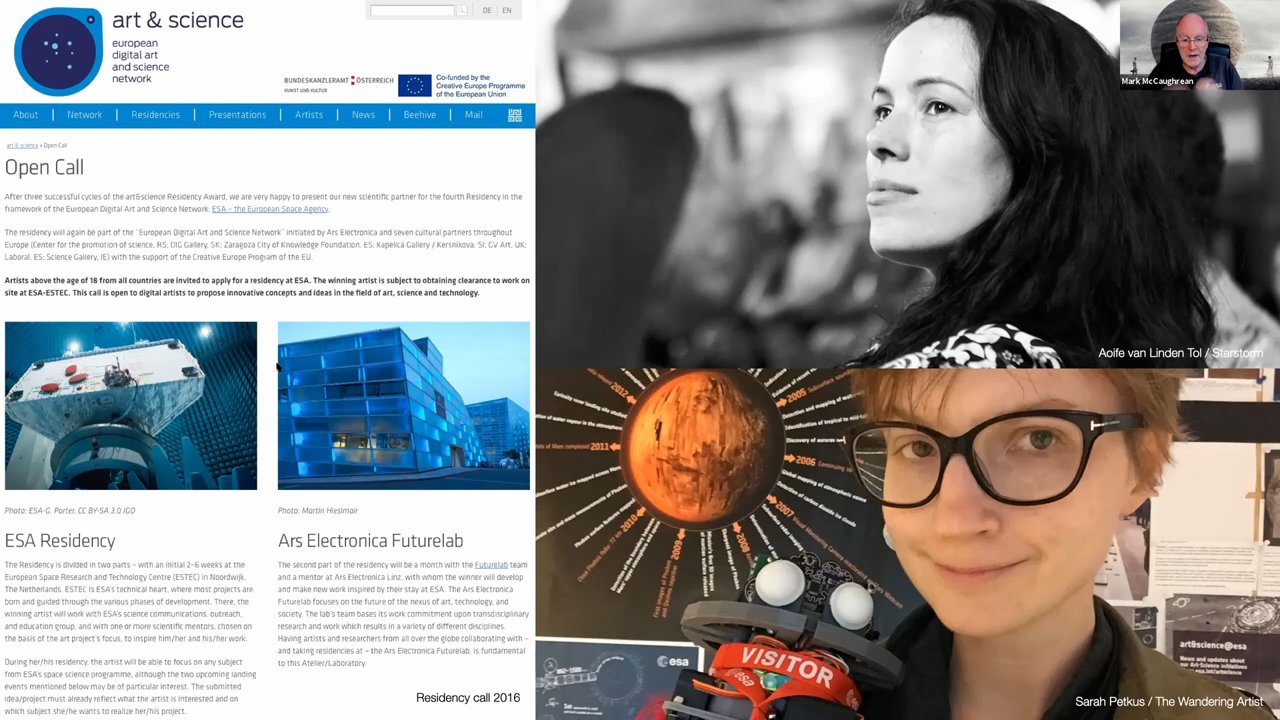 art & science
european
digital art
and science
network
DE | EN
BUNDESKANZLERAMT ÖSTERREICH
KUNST UND KULTUR
Co-funded by the
Creative Europe Programme
of the European Union
About | Network | Residencies | Presentations | Artists | News | Beehive | Mail
art & science » Open Call
Open Call
After three successful cycles of the art&science Residency Award, we are very happy to present our new scientific partner for the fourth Residency in the
framework of the European Digital Art and Science Network: ESA – the European Space Agency.
The residency will again be part of the "European Digital Art and Science Network" initiated by Ars Electronica and seven cultural partners throughout
Europe (Center for the promotion of science, RS; DIG Gallery, SK; Zaragoza City of Knowledge Foundation, ES; Kapelica Gallery / Kersnikova, SI; GV Art, UK;
Laboral, ES; Science Gallery, IE) with the support of the Creative Europe Program of the EU.
Artists above the age of 18 from all countries are invited to apply for a residency at ESA. The winning artist is subject to obtaining clearance to work on
site at ESA-ESTEC. This call is open to digital artists to propose innovative concepts and ideas in the field of art, science and technology.
Photo: ESA-G. Porter, CC BY-SA 3.0 IGO
Photo: Martin Hieslmair
ESA Residency
The Residency is divided in two parts – with an initial 2-6 weeks at the
European Space Research and Technology Centre (ESTEC) in Noordwijk,
The Netherlands. ESTEC is ESA's technical heart, where most projects are
born and guided through the various phases of development. There, the
winning artist will work with ESA's science communications, outreach,
and education group, and with one or more scientific mentors, chosen on
the basis of the art project's focus, to inspire him/her and his/her work.
During her/his residency, the artist will be able to focus on any subject
from ESA's space science programme, although the two upcoming landing
events mentioned below may be of particular interest. The submitted
idea/project must already reflect what the artist is interested in and on
which subject she/he wants to realize her/his project.
Ars Electronica Futurelab
The second part of the residency will be a month with the Futurelab team
and a mentor at Ars Electronica Linz, with whom the winner will develop
and make new work inspired by their stay at ESA. The Ars Electronica
Futurelab focuses on the future of the nexus of art, technology, and
society. The lab's team bases its work commitment upon transdisciplinary
research and work which results in a variety of different disciplines.
Having artists and researchers from all over the globe collaborating with –
and taking residencies at – the Ars Electronica Futurelab, is fundamental
to this Atelier/Laboratory.
Residency call 2016
Mark McCaughrean
Aoife van Linden Tol / Starstorm
2012
2011
2010
2009
2005
2006
2007
Discovery of auroras
esa
VISITOR
esa
art&science@esa
News and updates about
our Art-Science initiatives
Sarah Petkus / The Wandering Artist